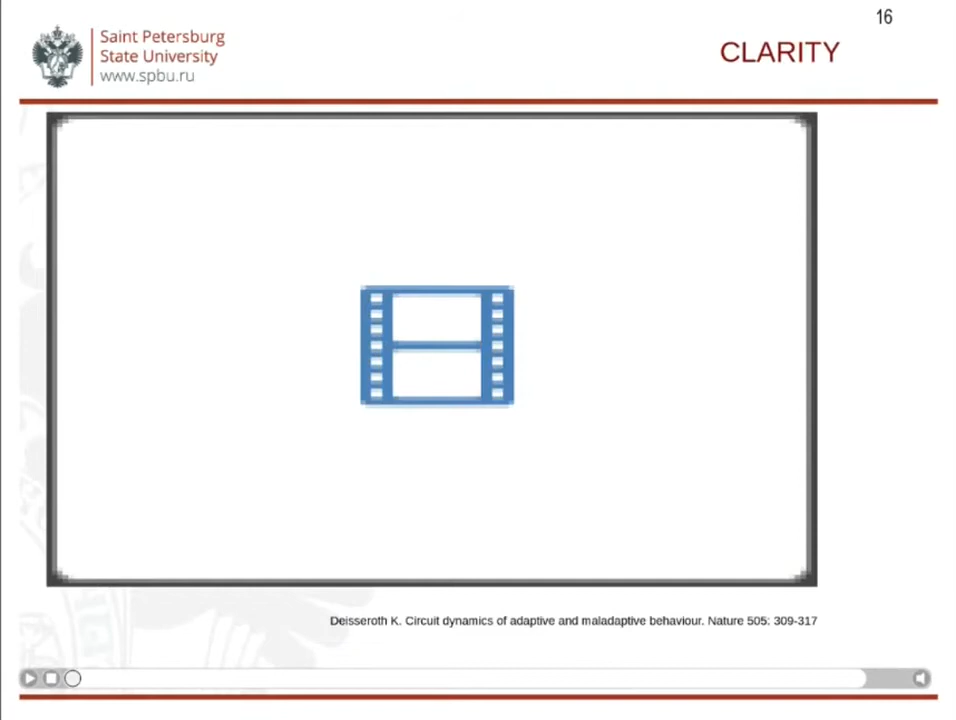 16
Saint Petersburg
State University
www.spbu.ru
CLARITY
Deisseroth K. Circuit dynamics of adaptive and maladaptive behaviour. Nature 505: 309-317